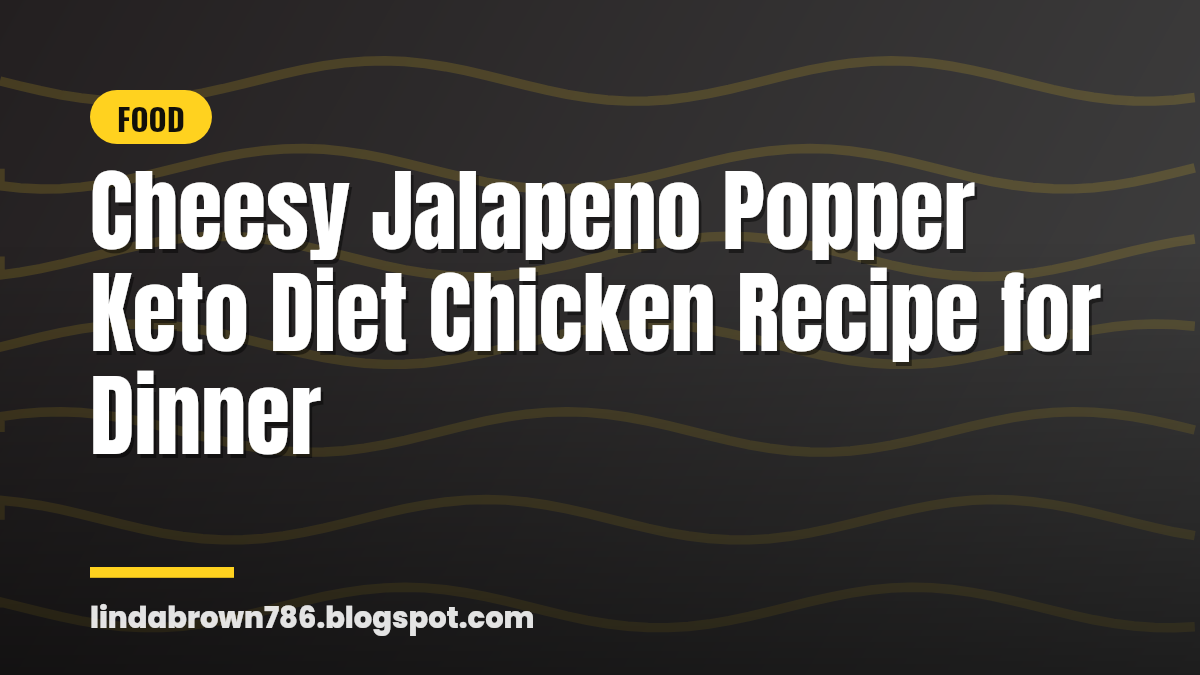 FOOD
Cheesy Jalapeno Popper
Keto Diet Chicken Recipe for
Dinner
lindabrown786.blogspot.com